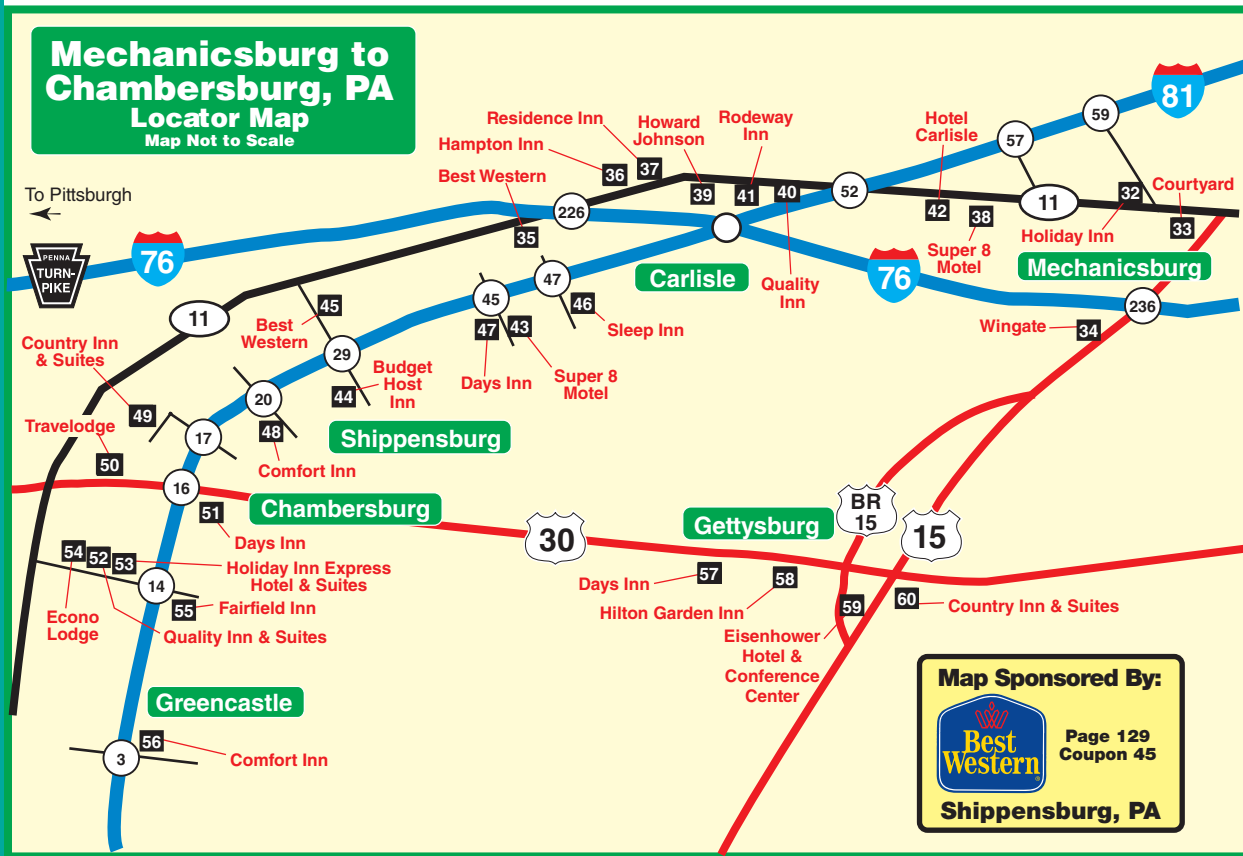 Mechanicsburg to
Chambersburg, PA
Locator Map
Map Not to Scale
To Pittsburgh
PENNA
TURN-
PIKE
76
81
59
57
Hotel
Carlisle
Rodeway
Inn
Howard
Johnson
Residence Inn
Hampton Inn
Best Western
36
37
39
41
40
52
42
38
11
32
Courtyard
33
Holiday Inn
Super 8
Motel
Mechanicsburg
226
35
Carlisle
Quality
Inn
76
236
Wingate
34
47
46
Sleep Inn
45
47
43
Days Inn
Super 8
Motel
11
45
Best
Western
29
Budget
Host
Inn
44
Country Inn
& Suites
49
20
48
Comfort Inn
Shippensburg
17
Travelodge
50
16
51
Days Inn
Chambersburg
30
Gettysburg
BR
15
15
54
52
53
Holiday Inn Express
Hotel & Suites
14
55
Fairfield Inn
Econo
Lodge
Quality Inn & Suites
Days Inn
57
58
Hilton Garden Inn
59
Eisenhower
Hotel &
Conference
Center
60
Country Inn & Suites
Greencastle
56
3
Comfort Inn
Map Sponsored By:
Best
Western
®
Page 129
Coupon 45
Shippensburg, PA